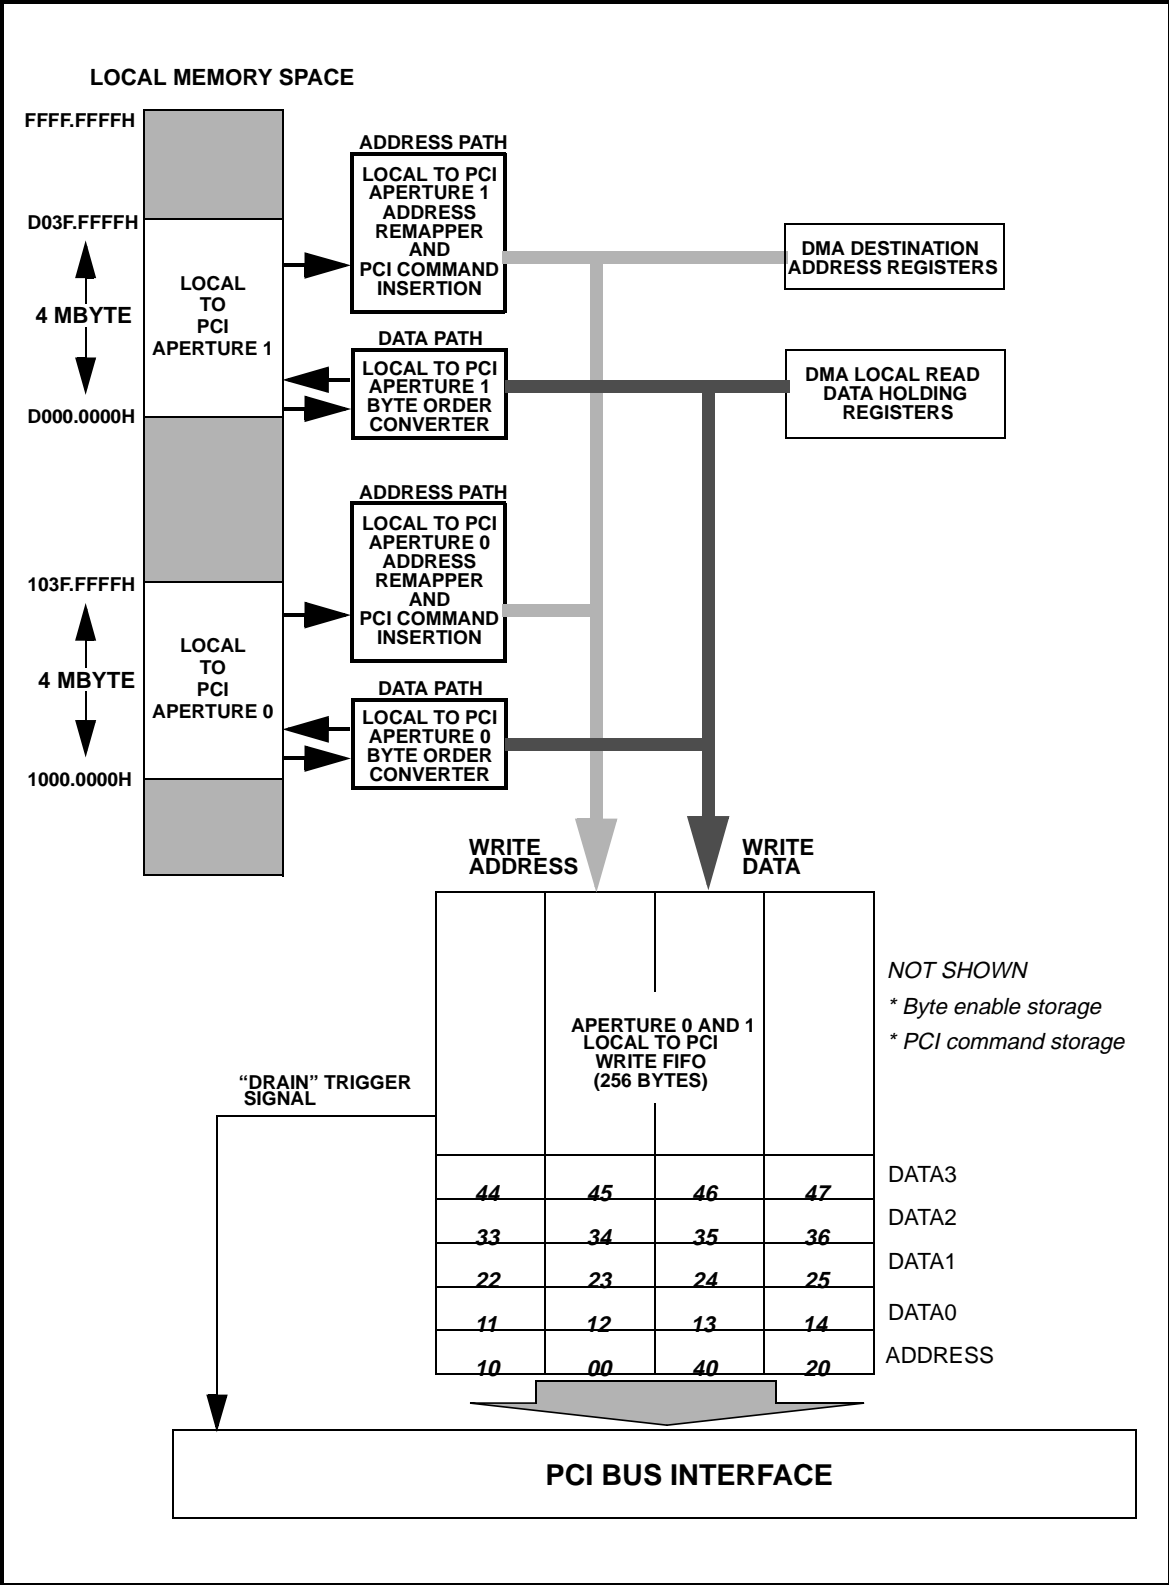 LOCAL MEMORY SPACE
FFFF.FFFFH
D03F.FFFFH
4 MBYTE
D000.0000H
103F.FFFFH
4 MBYTE
1000.0000H
LOCAL
TO
PCI
APERTURE 1
LOCAL
TO
PCI
APERTURE 0
ADDRESS PATH
LOCAL TO PCI
APERTURE 1
ADDRESS
REMAPPER
AND
PCI COMMAND
INSERTION
DATA PATH
LOCAL TO PCI
APERTURE 1
BYTE ORDER
CONVERTER
ADDRESS PATH
LOCAL TO PCI
APERTURE 0
ADDRESS
REMAPPER
AND
PCI COMMAND
INSERTION
DATA PATH
LOCAL TO PCI
APERTURE 0
BYTE ORDER
CONVERTER
DMA DESTINATION
ADDRESS REGISTERS
DMA LOCAL READ
DATA HOLDING
REGISTERS
WRITE
ADDRESS
WRITE
DATA
NOT SHOWN
* Byte enable storage
* PCI command storage
APERTURE 0 AND 1
LOCAL TO PCI
WRITE FIFO
(256 BYTES)
“DRAIN” TRIGGER
SIGNAL
44 45 46 47 DATA3
33 34 35 36 DATA2
22 23 24 25 DATA1
11 12 13 14 DATA0
10 00 40 20 ADDRESS
PCI BUS INTERFACE